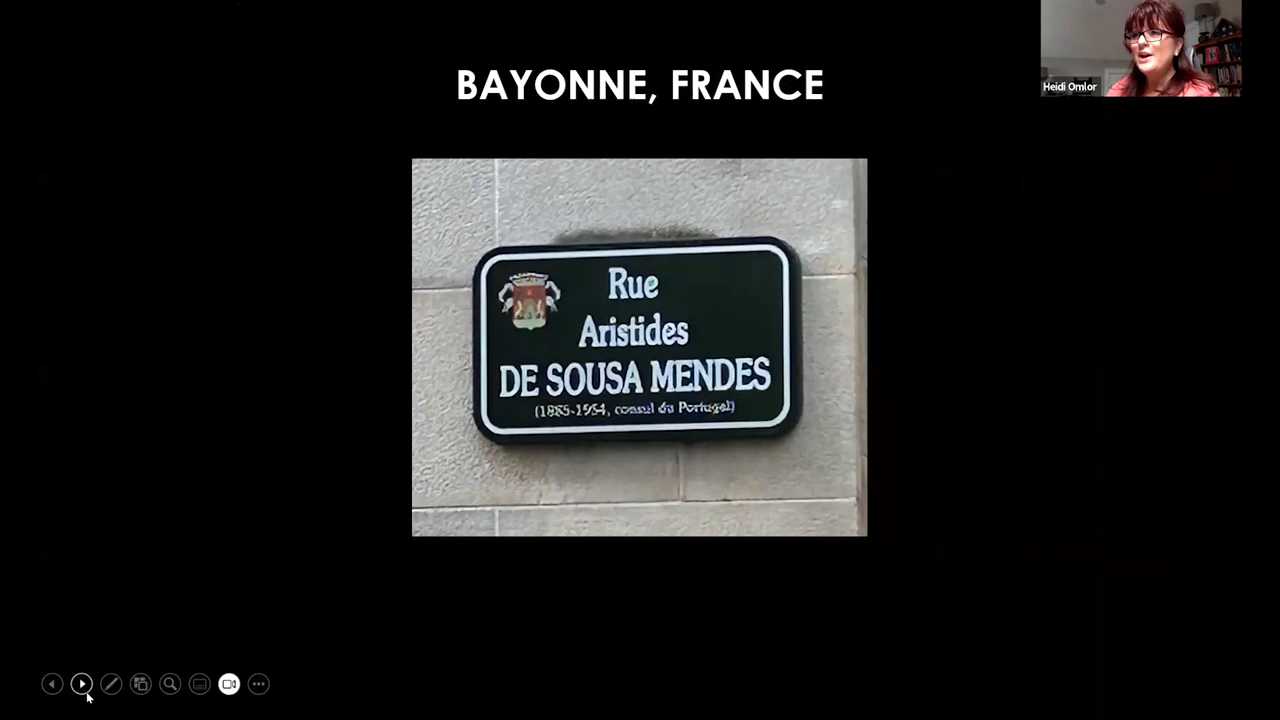 BAYONNE, FRANCE
Heidi Omlor
Rue
Aristides
DE SOUSA MENDES
(1885-1954, consul du Portugal)